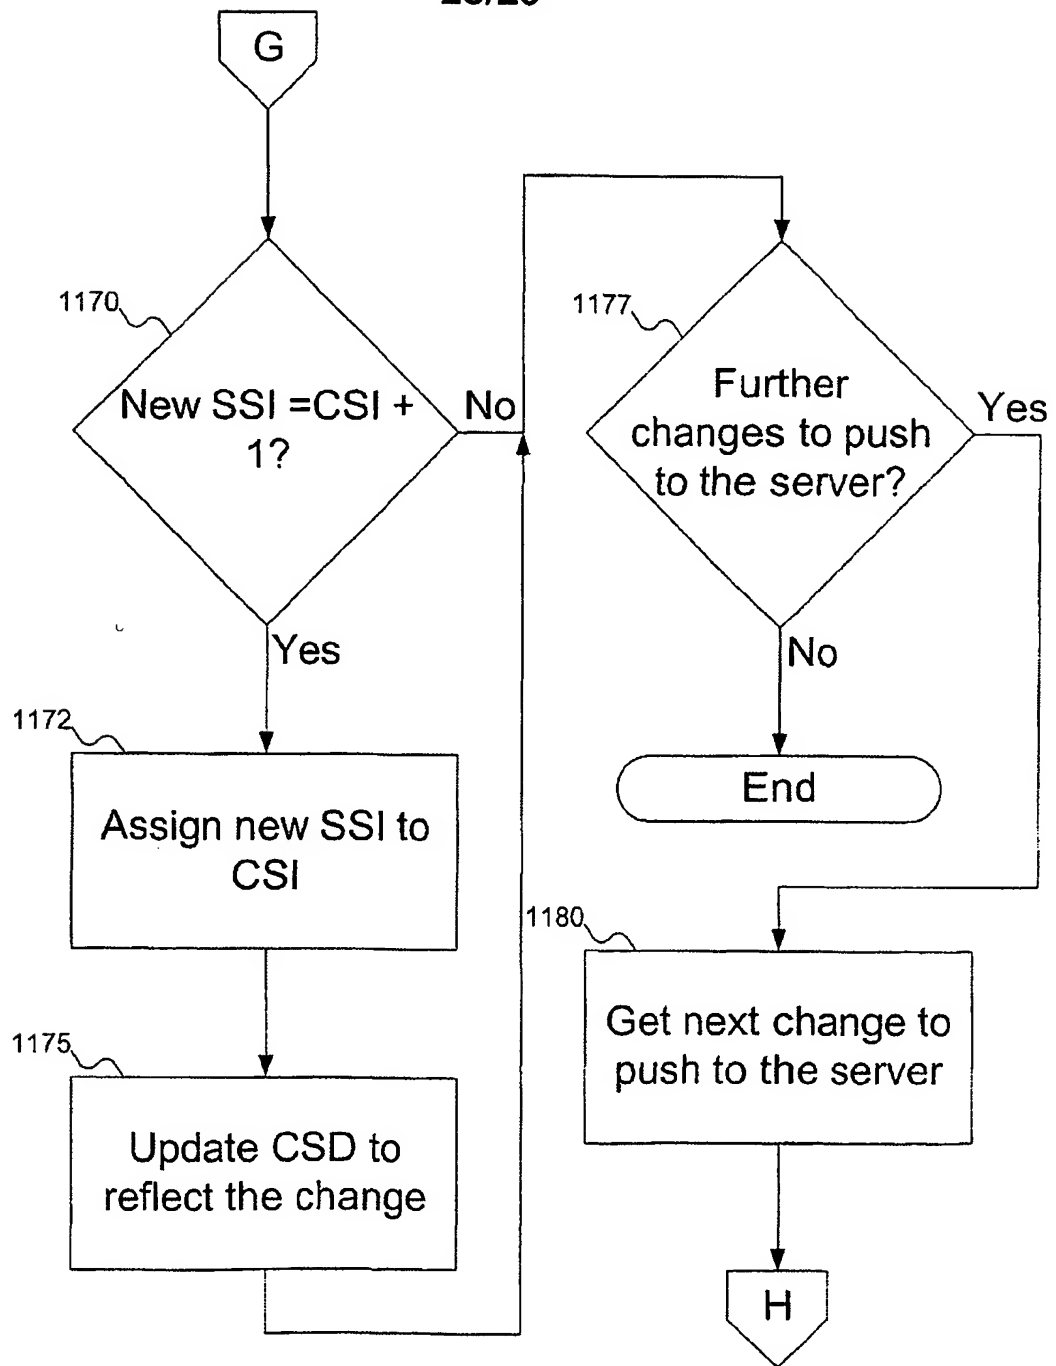 G
1170
New SSI =CSI +
1?
No
Yes
1172
Assign new SSI to
CSI
1175
Update CSD to
reflect the change
1177
Further
changes to push
to the server?
Yes
No
End
1180
Get next change to
push to the server
H